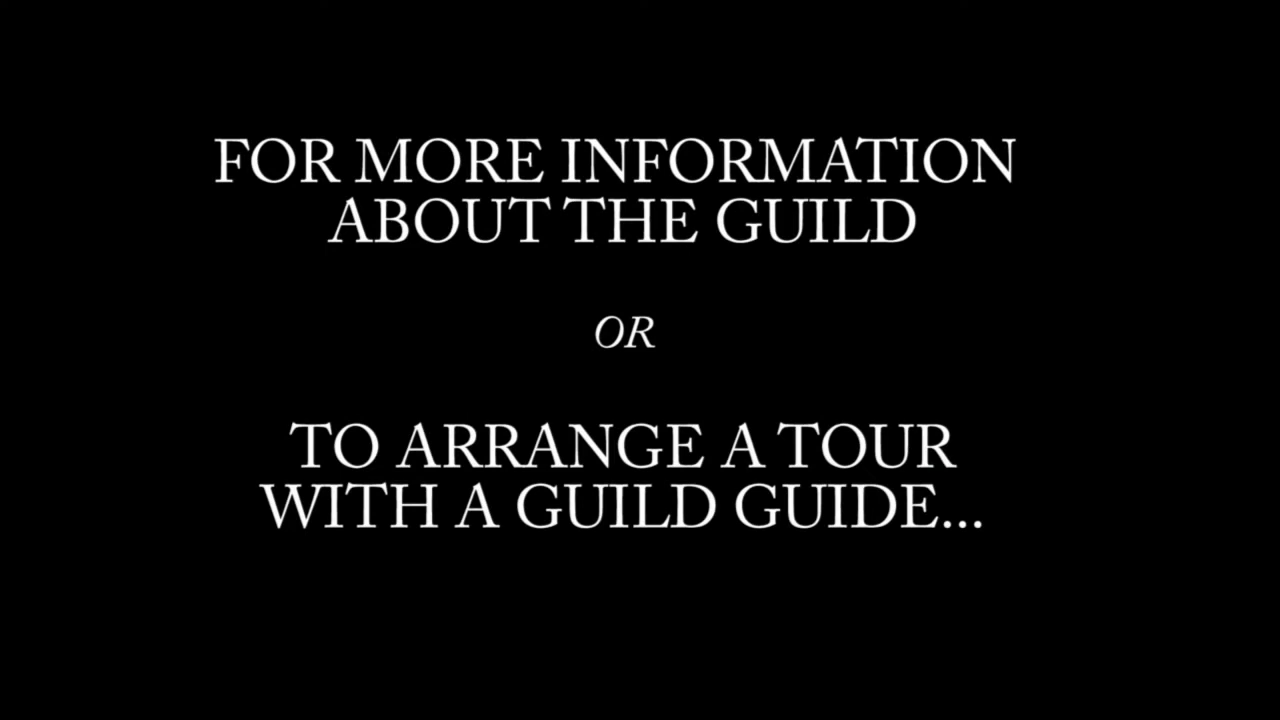 FOR MORE INFORMATION
ABOUT THE GUILD
OR
TO ARRANGE A TOUR
WITH A GUILD GUIDE...